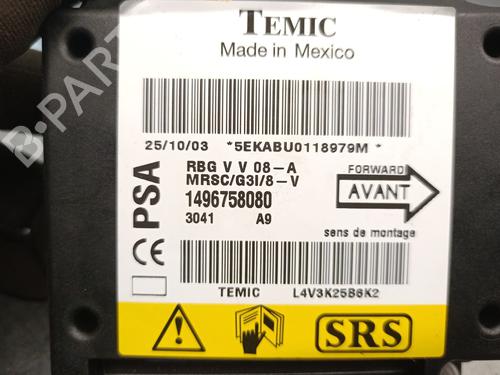 TEMIC
Made in Mexico
25/10/03 *5EKABU0118979M*
PSA
RBG V V 08-A
MRSC/G3I/8-V
1496758080
3041 A9
FORWARD
AVANT
sens de montage
CE
TEMIC L4V3K25B6K2
SRS
B-PARTS